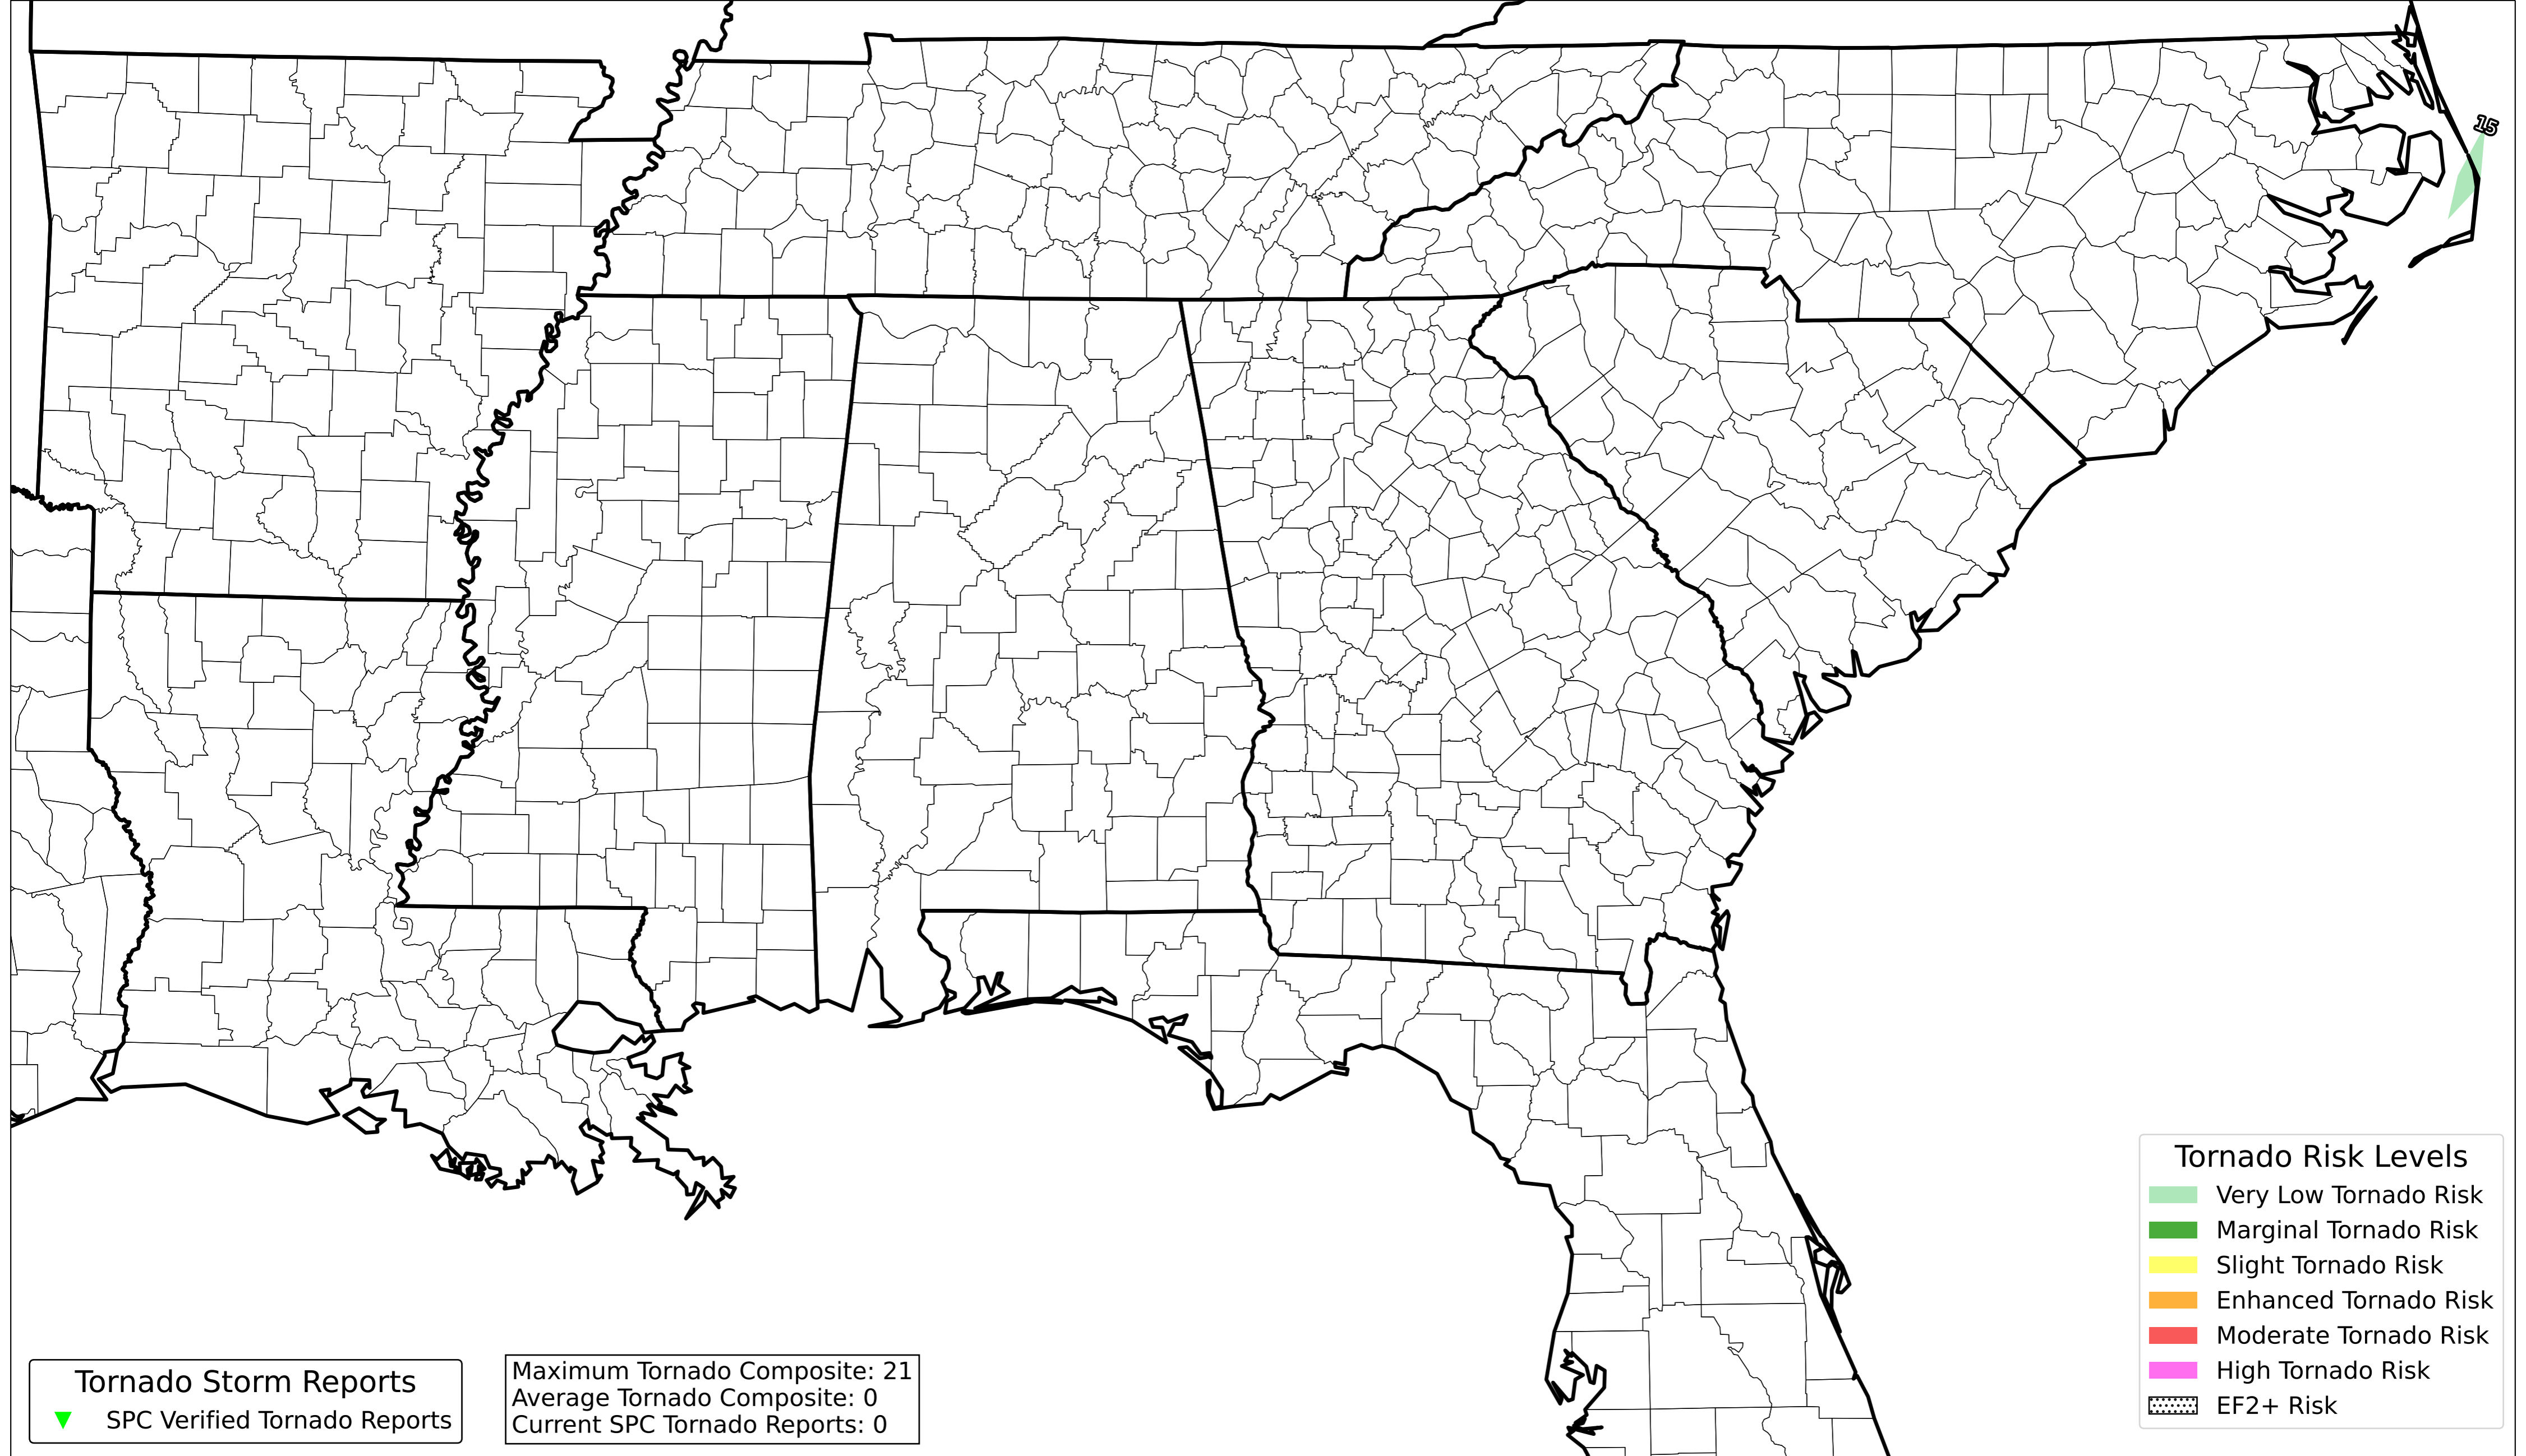 15
Tornado Risk Levels
Very Low Tornado Risk
Marginal Tornado Risk
Slight Tornado Risk
Enhanced Tornado Risk
Moderate Tornado Risk
High Tornado Risk
EF2+ Risk
Tornado Storm Reports
SPC Verified Tornado Reports
Maximum Tornado Composite: 21
Average Tornado Composite: 0
Current SPC Tornado Reports: 0